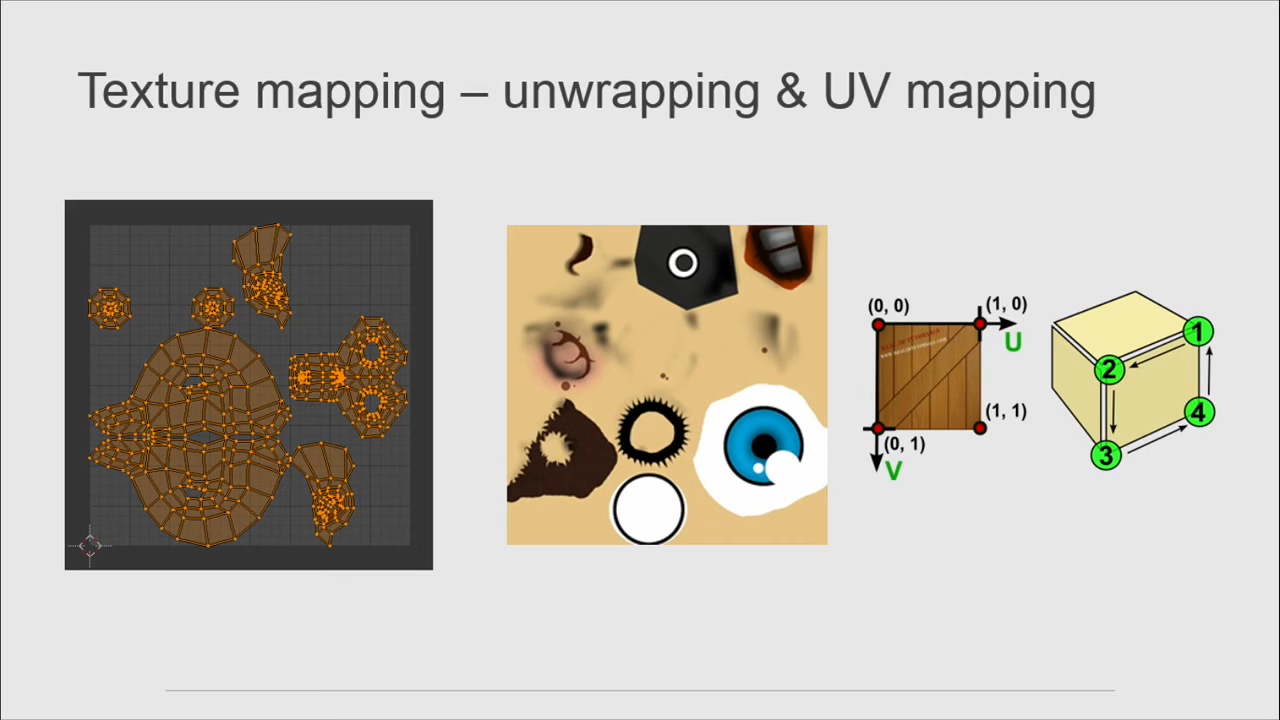 Texture mapping – unwrapping & UV mapping
(0, 0)
(1, 0)
U
(1, 1)
(0, 1)
V
1
2
4
3